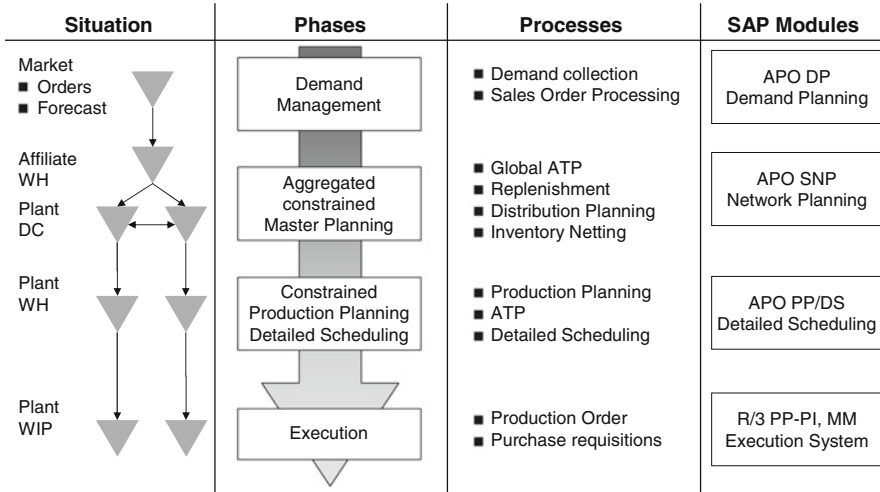 Situation
Phases
Processes
SAP Modules
Market
■ Orders
■ Forecast
Affiliate
WH
Plant
DC
Plant
WH
Plant
WIP
Demand
Management
Aggregated
constrained
Master Planning
Constrained
Production Planning
Detailed Scheduling
Execution
■ Demand collection
■ Sales Order Processing
■ Global ATP
■ Replenishment
■ Distribution Planning
■ Inventory Netting
■ Production Planning
■ ATP
■ Detailed Scheduling
■ Production Order
■ Purchase requisitions
APO DP
Demand Planning
APO SNP
Network Planning
APO PP/DS
Detailed Scheduling
R/3 PP-PI, MM
Execution System